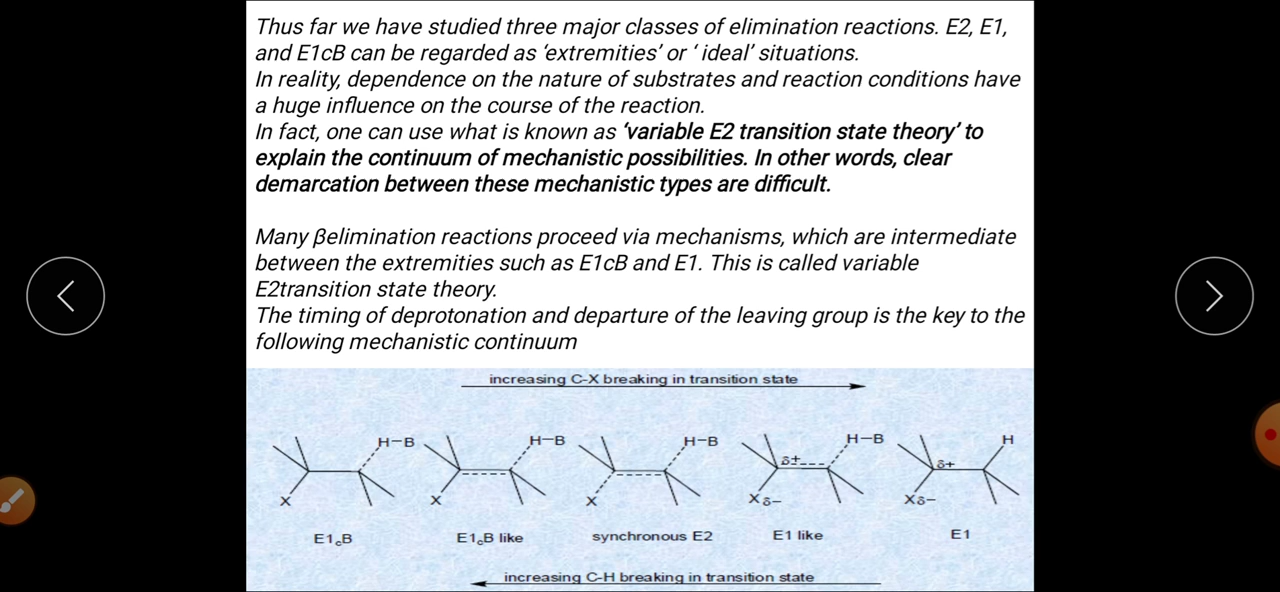 Thus far we have studied three major classes of elimination reactions. E2, E1,
and E1cB can be regarded as 'extremities' or ' ideal' situations.
In reality, dependence on the nature of substrates and reaction conditions have
a huge influence on the course of the reaction.
In fact, one can use what is known as 'variable E2 transition state theory' to
explain the continuum of mechanistic possibilities. In other words, clear
demarcation between these mechanistic types are difficult.
Many βelimination reactions proceed via mechanisms, which are intermediate
between the extremities such as E1cB and E1. This is called variable
E2transition state theory.
The timing of deprotonation and departure of the leaving group is the key to the
following mechanistic continuum
increasing C-X breaking in transition state
H-B H-B H-B H-B H
δ+ δ+
X X X Xδ- Xδ-
E1cB E1cB like synchronous E2 E1 like E1
increasing C-H breaking in transition state